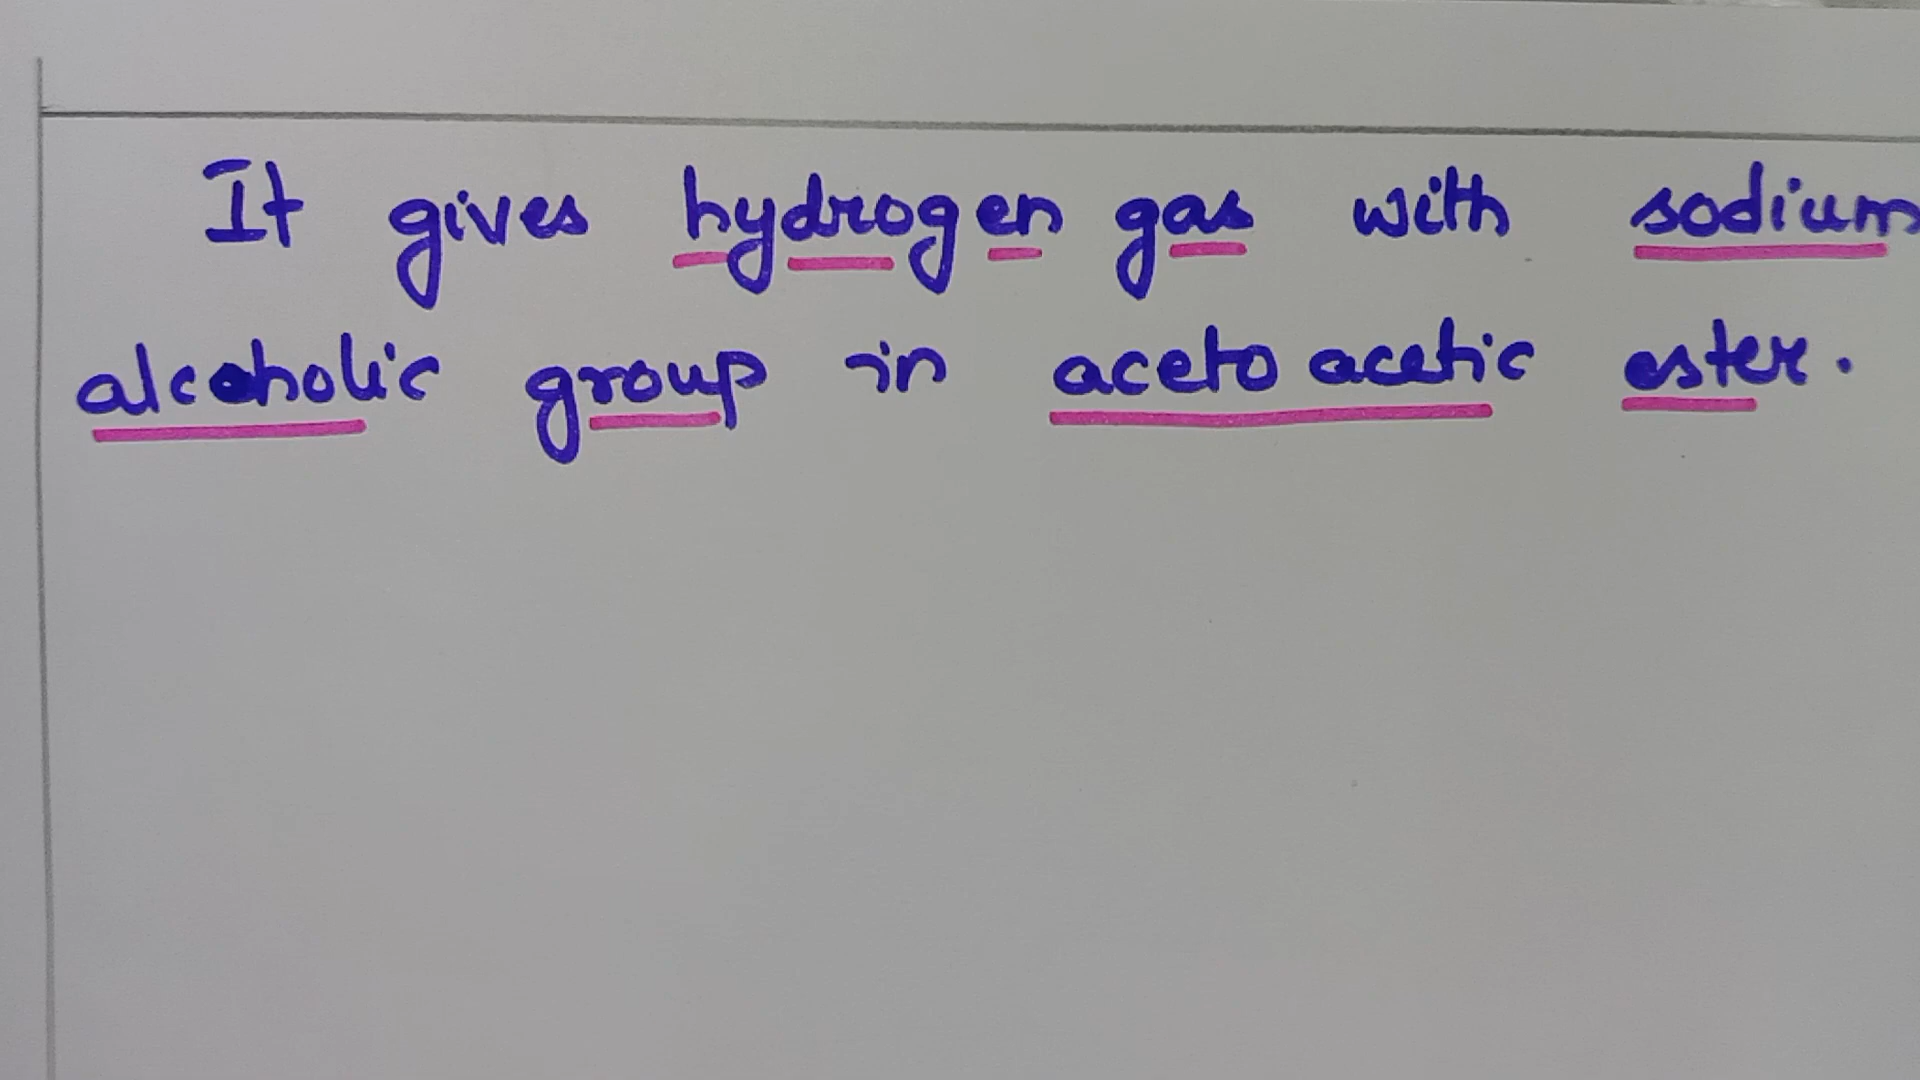 It gives hydrogen gas with sodium
alcoholic group in aceto acetic ester.